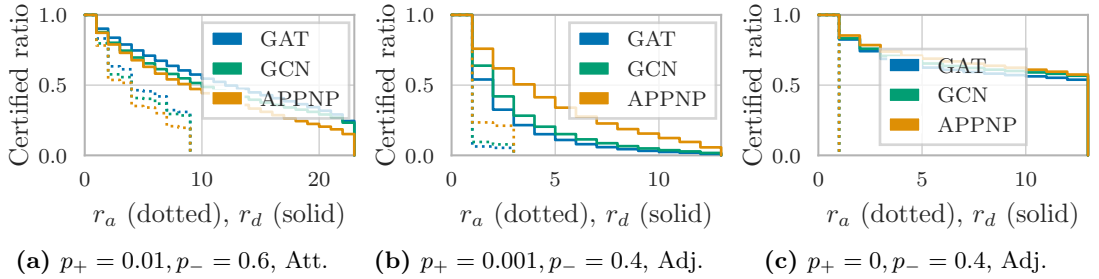 Certified ratio
1.0
0.5
0.0
GAT
GCN
APPNP
0
10
20
r_a (dotted), r_d (solid)
(a) p_+ = 0.01, p_− = 0.6, Att.
Certified ratio
1.0
0.5
0.0
GAT
GCN
APPNP
0
5
10
r_a (dotted), r_d (solid)
(b) p_+ = 0.001, p_− = 0.4, Adj.
Certified ratio
1.0
0.5
0.0
GAT
GCN
APPNP
0
5
10
r_a (dotted), r_d (solid)
(c) p_+ = 0, p_− = 0.4, Adj.